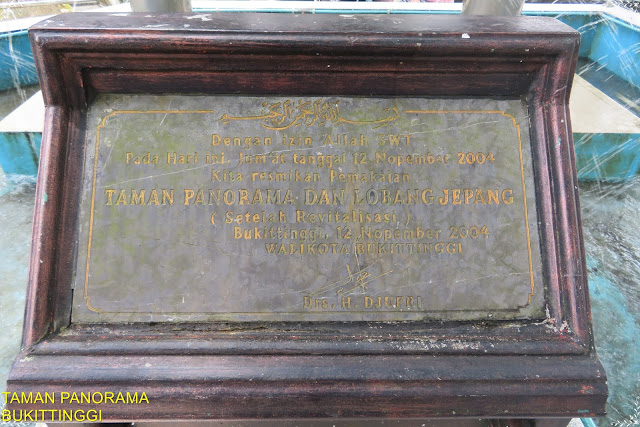 Dengan izin Allah SWT
Pada Hari ini, Jum'at tanggal 12 Nopember 2004
Kita resmikan Pemakaian
TAMAN PANORAMA DAN LOBANG JEPANG
( Setelah Revitalisasi )
Bukittinggi, 12 Nopember 2004
WALIKOTA BUKITTINGGI
Drs. H. DJUFRI
TAMAN PANORAMA
BUKITTINGGI